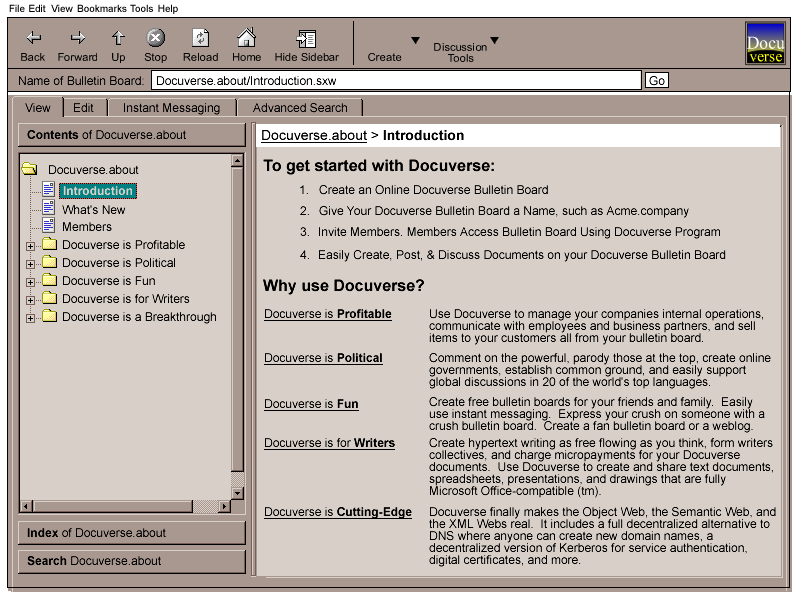 File Edit View Bookmarks Tools Help
Back Forward Up Stop Reload Home Hide Sidebar Create Discussion Tools
Docu
verse
Name of Bulletin Board: Docuverse.about/Introduction.sxw Go
View Edit Instant Messaging Advanced Search
Contents of Docuverse.about
Docuverse.about
Introduction
What's New
Members
Docuverse is Profitable
Docuverse is Political
Docuverse is Fun
Docuverse is for Writers
Docuverse is a Breakthrough
Index of Docuverse.about
Search Docuverse.about
Docuverse.about > Introduction
To get started with Docuverse:
1. Create an Online Docuverse Bulletin Board
2. Give Your Docuverse Bulletin Board a Name, such as Acme.company
3. Invite Members. Members Access Bulletin Board Using Docuverse Program
4. Easily Create, Post, & Discuss Documents on your Docuverse Bulletin Board
Why use Docuverse?
Docuverse is Profitable
Use Docuverse to manage your companies internal operations,
communicate with employees and business partners, and sell
items to your customers all from your bulletin board.
Docuverse is Political
Comment on the powerful, parody those at the top, create online
governments, establish common ground, and easily support
global discussions in 20 of the world's top languages.
Docuverse is Fun
Create free bulletin boards for your friends and family. Easily
use instant messaging. Express your crush on someone with a
crush bulletin board. Create a fan bulletin board or a weblog.
Docuverse is for Writers
Create hypertext writing as free flowing as you think, form writers
collectives, and charge micropayments for your Docuverse
documents. Use Docuverse to create and share text documents,
spreadsheets, presentations, and drawings that are fully
Microsoft Office-compatible (tm).
Docuverse is Cutting-Edge
Docuverse finally makes the Object Web, the Semantic Web, and
the XML Webs real. It includes a full decentralized alternative to
DNS where anyone can create new domain names, a
decentralized version of Kerberos for service authentication,
digital certificates, and more.